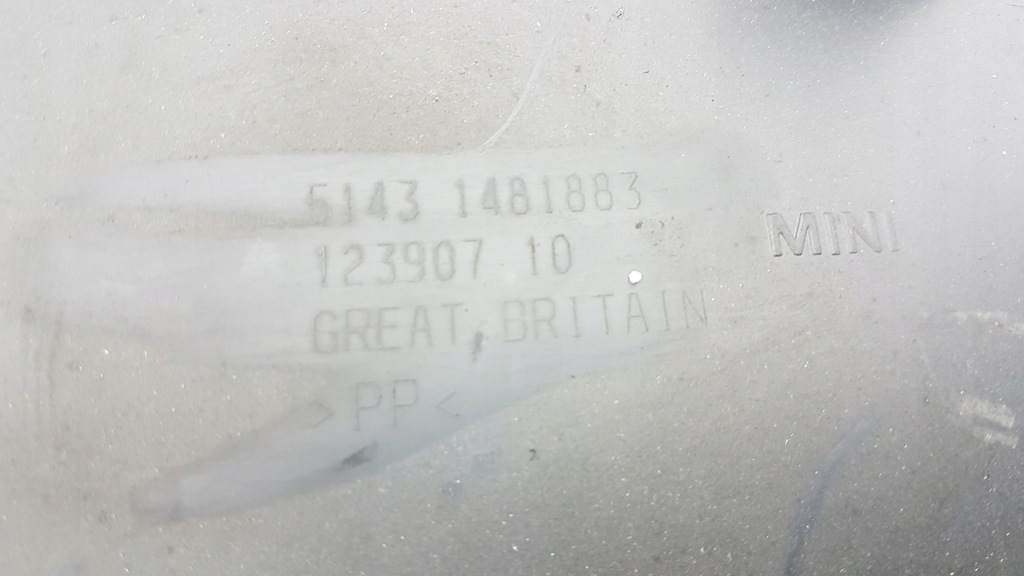 5143 1481883
123907 10
GREAT BRITAIN
>PP<
MINI